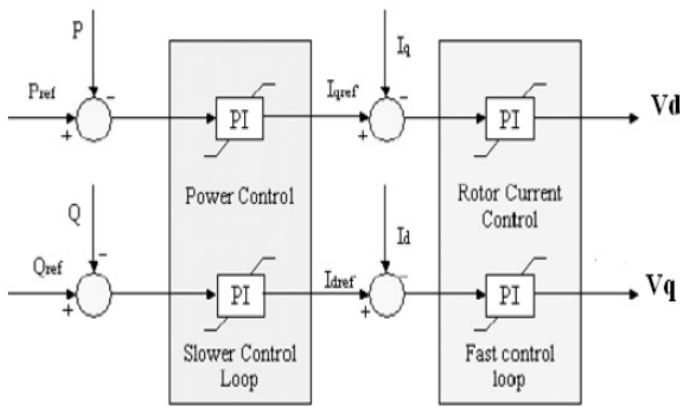 P
Iq
Pref
Iqref
Vd
-
-
+
+
PI
PI
Power Control
Rotor Current
Control
Q
Id
Qref
Idref
Vq
-
-
+
+
PI
PI
Slower Control
Loop
Fast control
loop